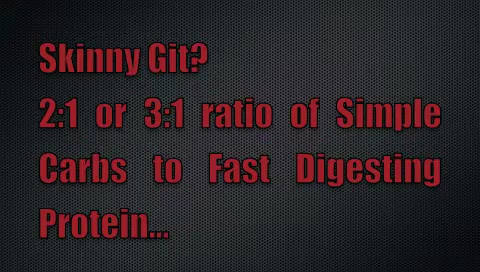 Skinny Git?
2:1 or 3:1 ratio of Simple
Carbs to Fast Digesting
Protein...